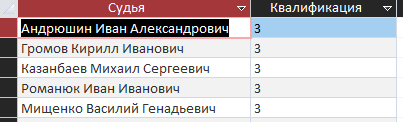 Судья Квалификация
Андрюшин Иван Александрович 3
Громов Кирилл Иванович 3
Казанбаев Михаил Сергеевич 3
Романюк Иван Иванович 3
Мищенко Василий Генадьевич 3